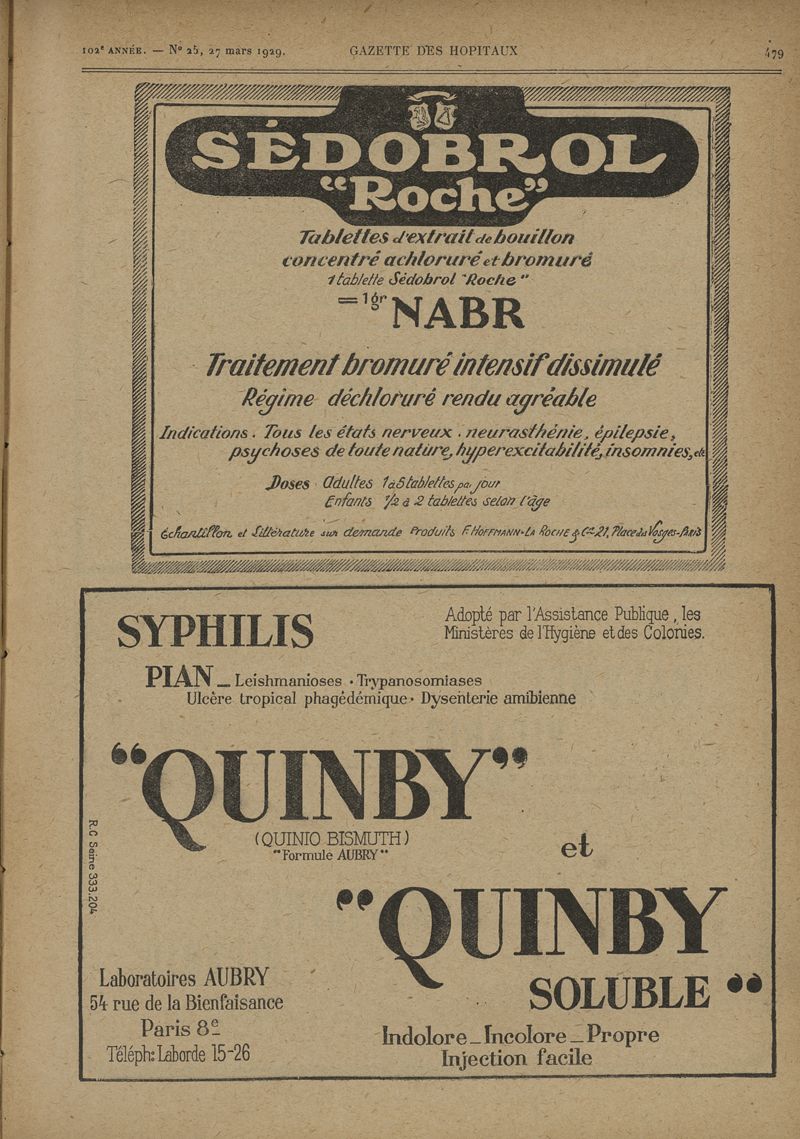 102e ANNÉE. — N° 25, 27 mars 1929. GAZETTE DES HOPITAUX 479
SÉDOBROL
“Roche”
Tablettes d'extrait de bouillon
concentré achloruré et bromuré
1 tablette Sédobrol "Roche"
= 1gr NABR
Traitement bromuré intensif dissimulé
Régime déchloruré rendu agréable
Indications. Tous les états nerveux. neurasthénie, épilepsie,
psychoses de toute nature, hyperexcitabilité, insomnies, etc
Doses Adultes 1 à 5 tablettes par jour
Enfants 1/2 à 2 tablettes selon l'âge
Echantillon et Littérature sur demande Produits F. HOFFMANN-LA ROCHE & Cie 21, Place des Vosges-Paris
SYPHILIS
Adopté par l'Assistance Publique, les
Ministères de l'Hygiène et des Colonies.
PIAN _ Leishmanioses • Trypanosomiases
Ulcère tropical phagédémique • Dysenterie amibienne
“QUINBY”
(QUINIO BISMUTH)
"Formule AUBRY"
et
“QUINBY
SOLUBLE”
R.C Seine 333.204
Laboratoires AUBRY
54 rue de la Bienfaisance
Paris 8e
Téléph: Laborde 15-26
Indolore _ Incolore _ Propre
Injection facile